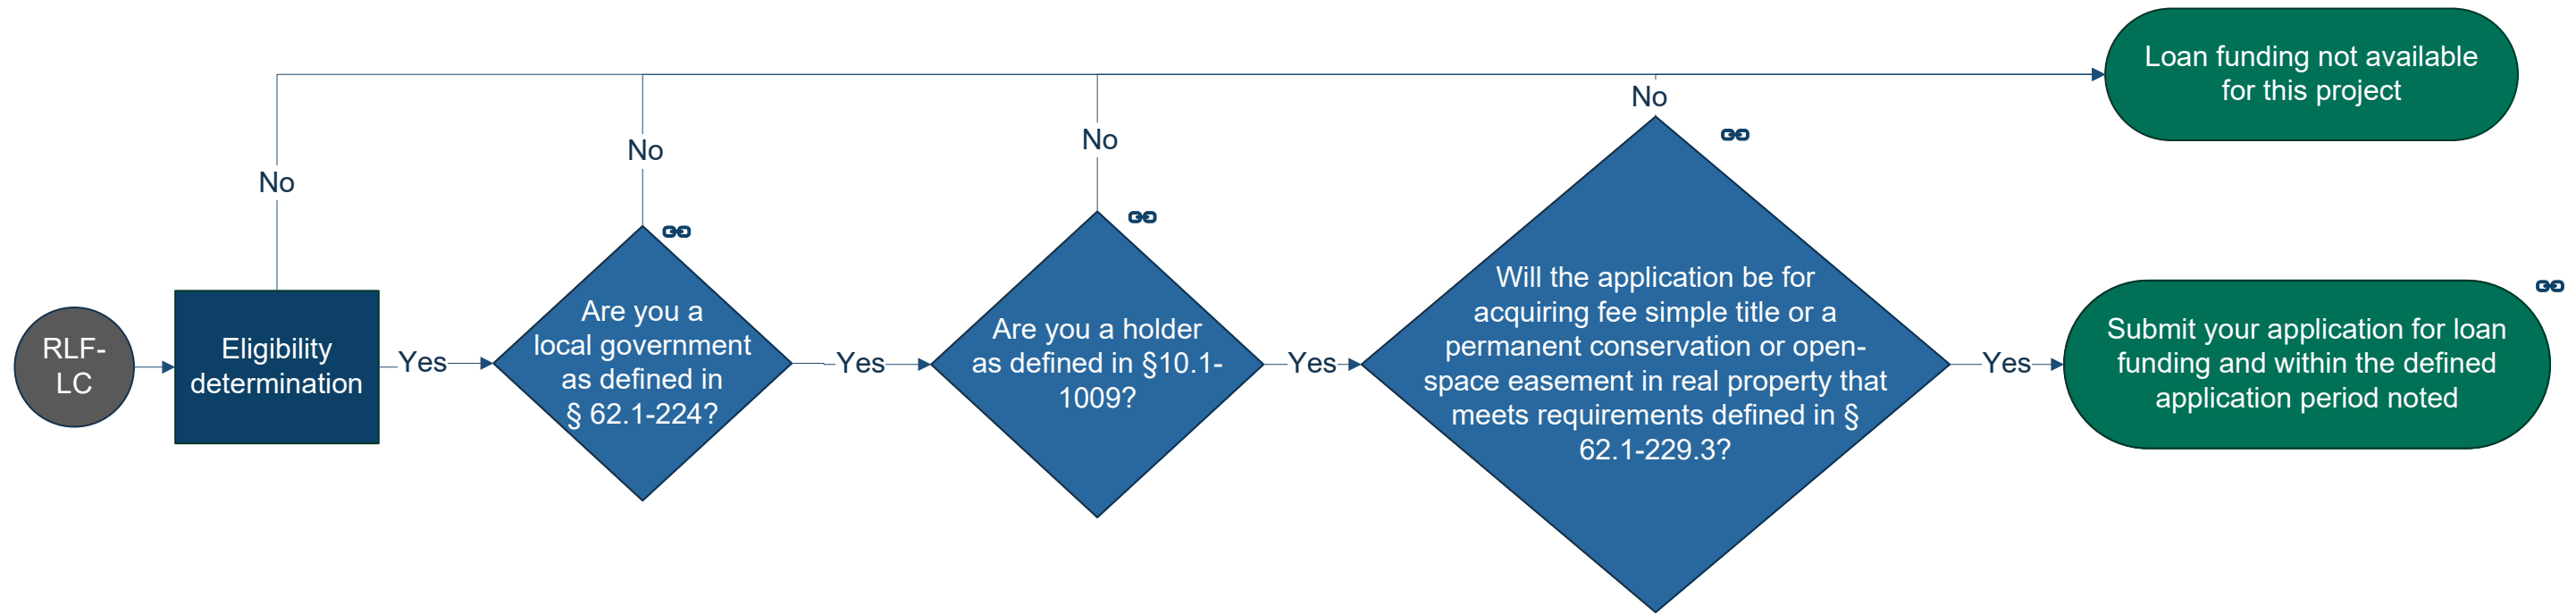 RLF-
LC
Eligibility
determination
No
Yes
Are you a
local government
as defined in
§ 62.1-224?
No
Yes
Are you a holder
as defined in §10.1-
1009?
No
Yes
Will the application be for
acquiring fee simple title or a
permanent conservation or open-
space easement in real property that
meets requirements defined in §
62.1-229.3?
No
Yes
Loan funding not available
for this project
Submit your application for loan
funding and within the defined
application period noted